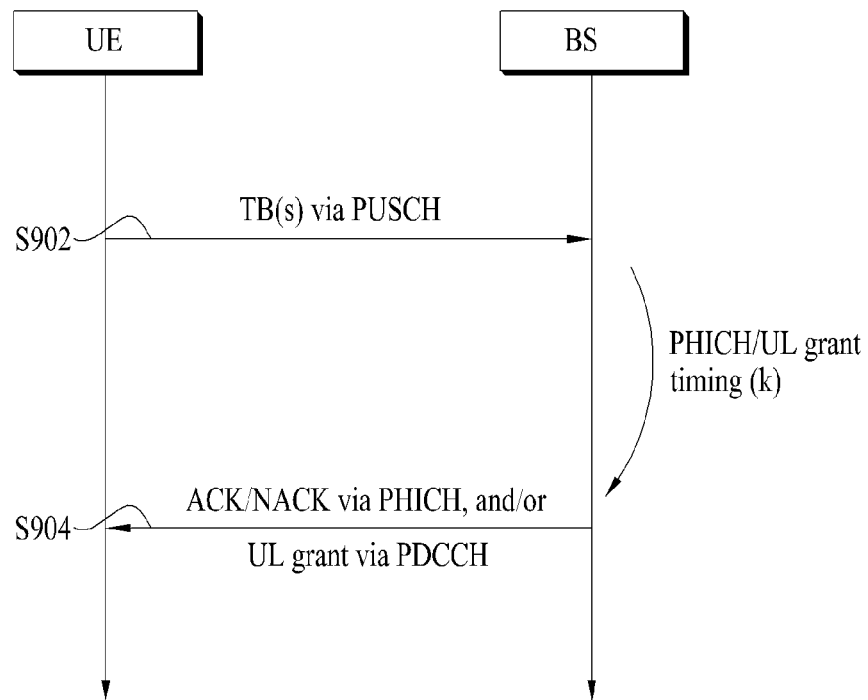 UE
BS
TB(s) via PUSCH
S902
PHICH/UL grant
timing (k)
ACK/NACK via PHICH, and/or
S904
UL grant via PDCCH